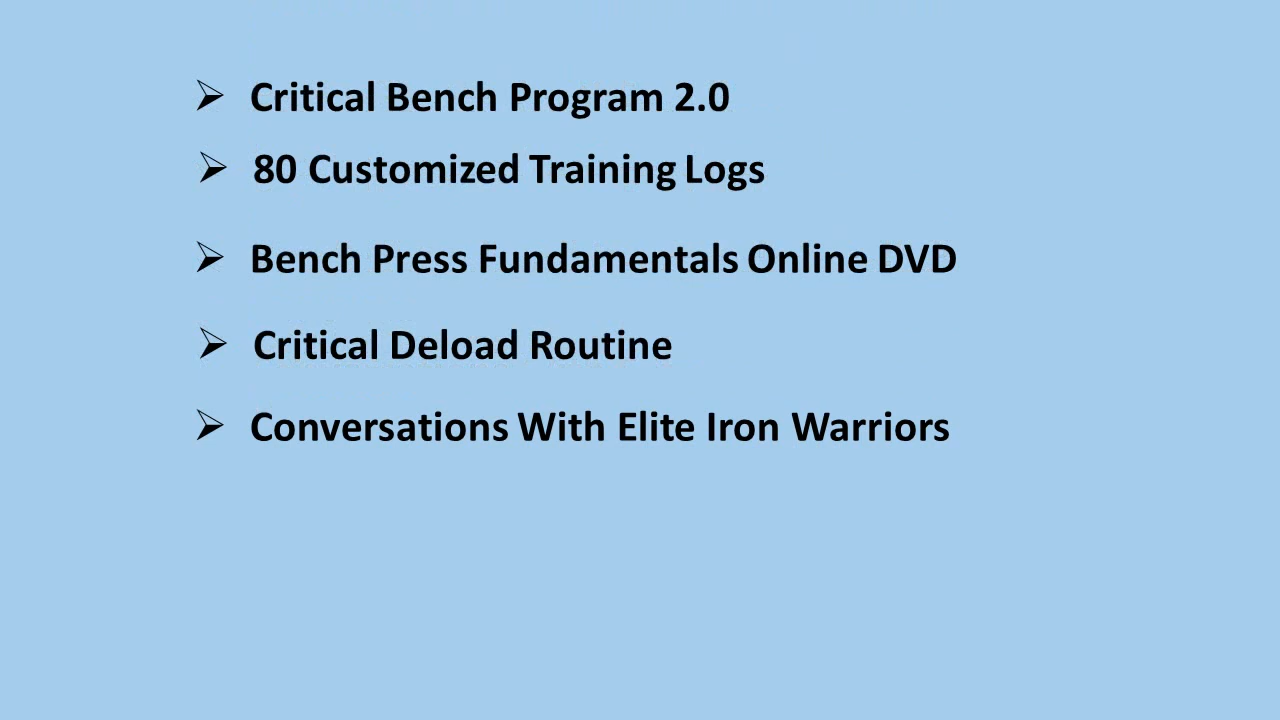 ➢ Critical Bench Program 2.0
➢ 80 Customized Training Logs
➢ Bench Press Fundamentals Online DVD
➢ Critical Deload Routine
➢ Conversations With Elite Iron Warriors